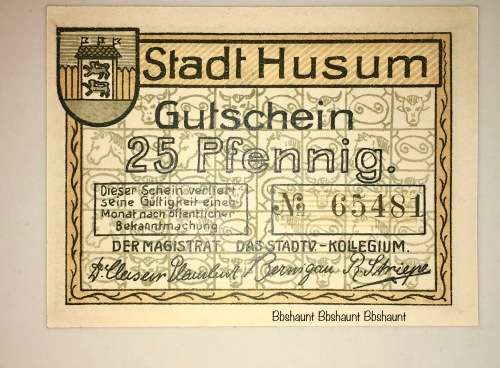 Stadt Husum
Gutschein
25 Pfennig.
Dieser Schein verliert
seine Gültigkeit einen
Monat nach öffentlicher
Bekanntmachung
№ 65481
DER MAGISTRAT. DAS STADTV.-KOLLEGIUM.
Bbshaunt Bbshaunt Bbshaunt